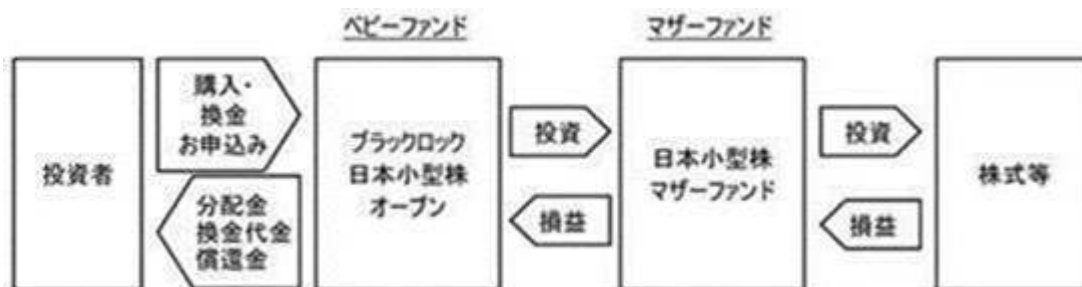 ベビーファンド
マザーファンド
投資者
購入・
換金
お申込み
分配金
換金代金
償還金
ブラックロック
日本小型株
オープン
投資
損益
日本小型株
マザーファンド
投資
損益
株式等